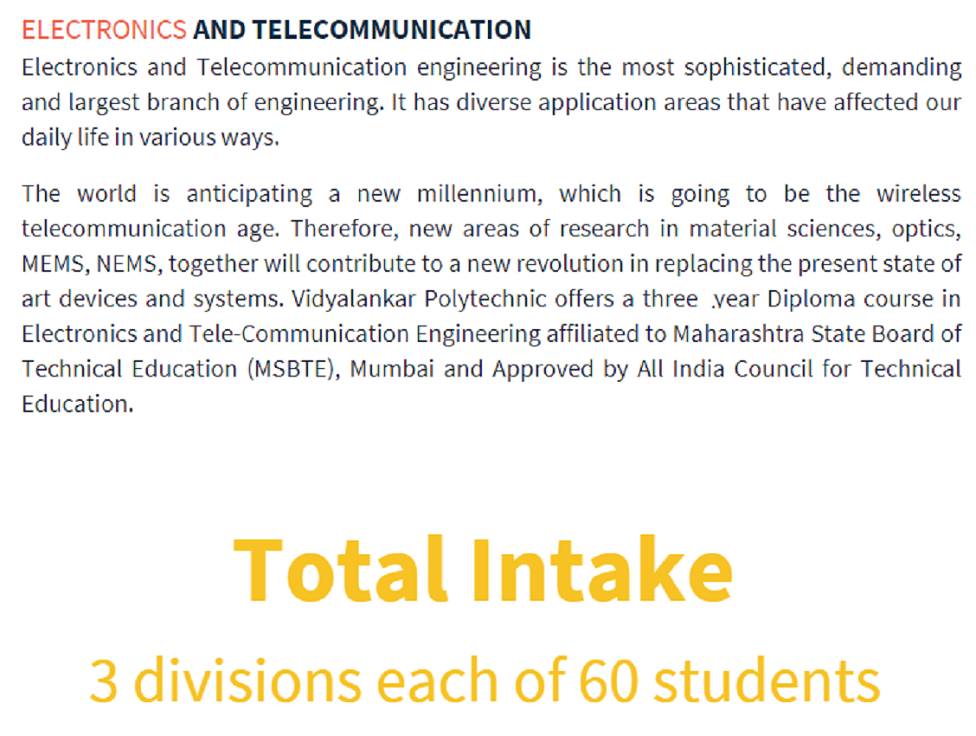 ELECTRONICS AND TELECOMMUNICATION
Electronics and Telecommunication engineering is the most sophisticated, demanding
and largest branch of engineering. It has diverse application areas that have affected our
daily life in various ways.
The world is anticipating a new millennium, which is going to be the wireless
telecommunication age. Therefore, new areas of research in material sciences, optics,
MEMS, NEMS, together will contribute to a new revolution in replacing the present state of
art devices and systems. Vidyalankar Polytechnic offers a three year Diploma course in
Electronics and Tele-Communication Engineering affiliated to Maharashtra State Board of
Technical Education (MSBTE), Mumbai and Approved by All India Council for Technical
Education.
Total Intake
3 divisions each of 60 students